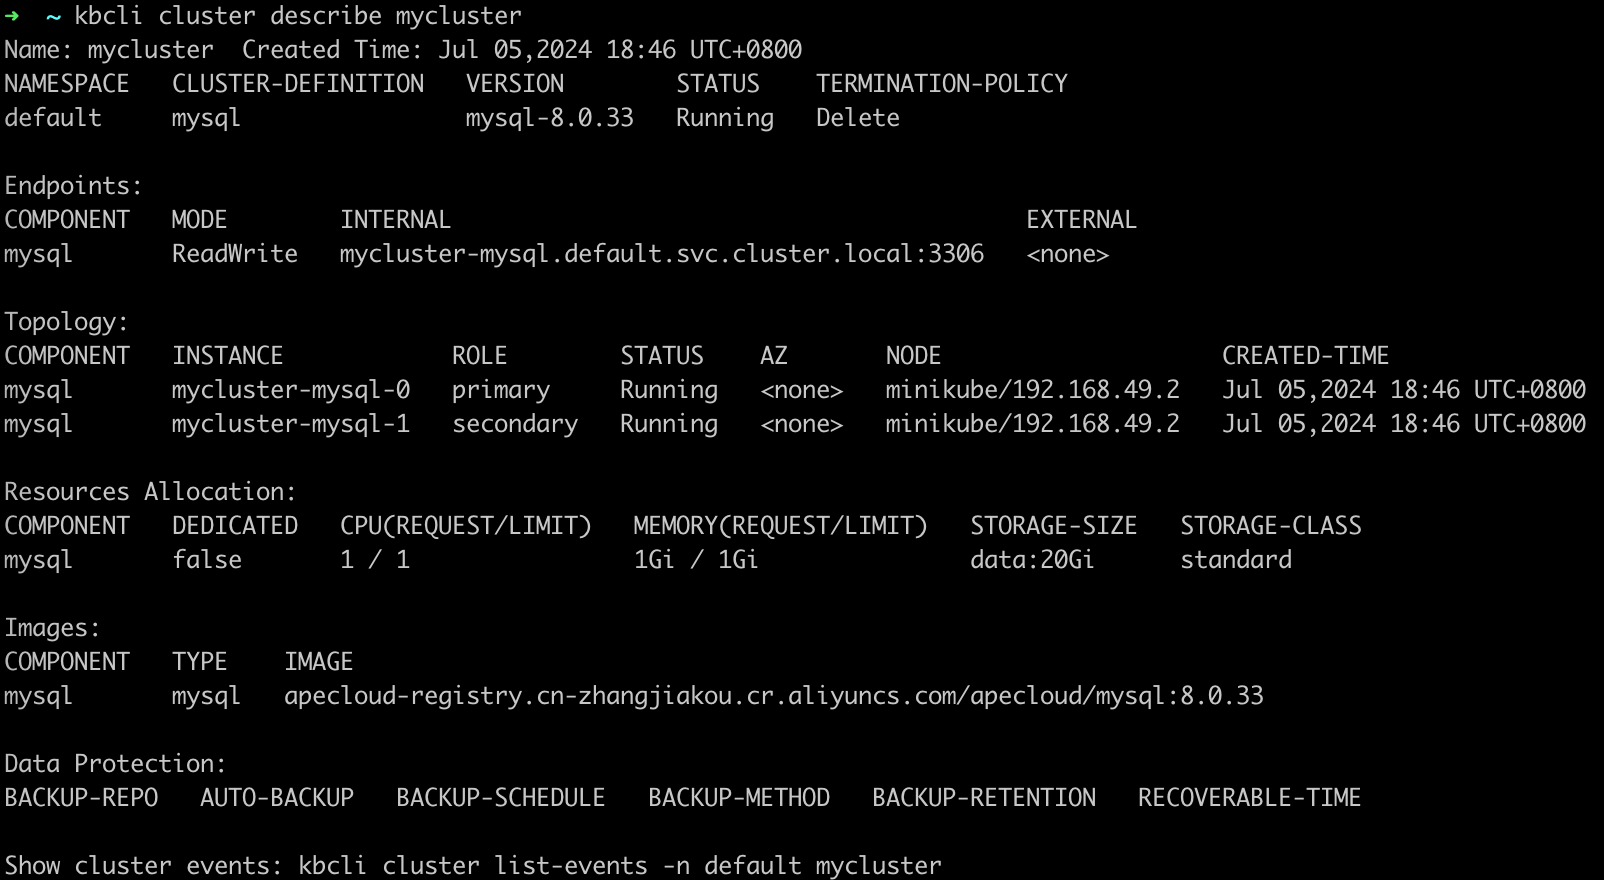 ➜  ~ kbcli cluster describe mycluster
Name: mycluster  Created Time: Jul 05,2024 18:46 UTC+0800
NAMESPACE   CLUSTER-DEFINITION   VERSION        STATUS    TERMINATION-POLICY
default     mysql                mysql-8.0.33   Running   Delete

Endpoints:
COMPONENT   MODE        INTERNAL                                         EXTERNAL
mysql       ReadWrite   mycluster-mysql.default.svc.cluster.local:3306   <none>

Topology:
COMPONENT   INSTANCE            ROLE        STATUS    AZ       NODE                    CREATED-TIME
mysql       mycluster-mysql-0   primary     Running   <none>   minikube/192.168.49.2   Jul 05,2024 18:46 UTC+0800
mysql       mycluster-mysql-1   secondary   Running   <none>   minikube/192.168.49.2   Jul 05,2024 18:46 UTC+0800

Resources Allocation:
COMPONENT   DEDICATED   CPU(REQUEST/LIMIT)   MEMORY(REQUEST/LIMIT)   STORAGE-SIZE   STORAGE-CLASS
mysql       false       1 / 1                1Gi / 1Gi               data:20Gi      standard

Images:
COMPONENT   TYPE    IMAGE
mysql       mysql   apecloud-registry.cn-zhangjiakou.cr.aliyuncs.com/apecloud/mysql:8.0.33

Data Protection:
BACKUP-REPO   AUTO-BACKUP   BACKUP-SCHEDULE   BACKUP-METHOD   BACKUP-RETENTION   RECOVERABLE-TIME

Show cluster events: kbcli cluster list-events -n default mycluster